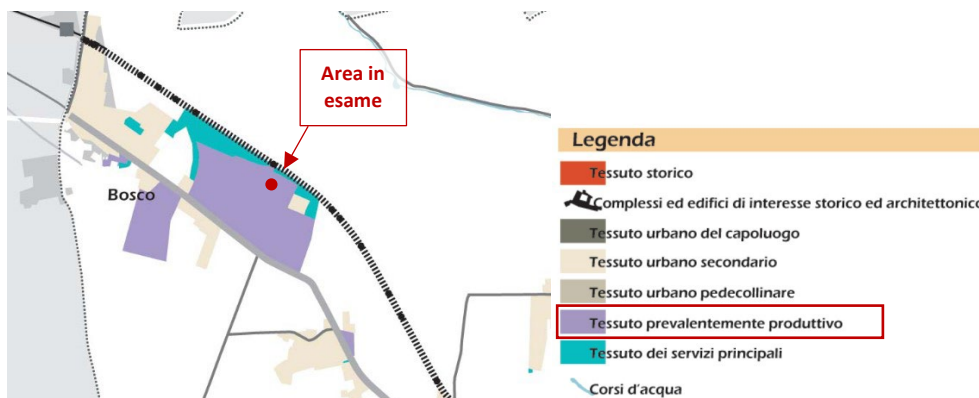 Area in
esame
Bosco
Legenda
Tessuto storico
Complessi ed edifici di interesse storico ed architettonico
Tessuto urbano del capoluogo
Tessuto urbano secondario
Tessuto urbano pedecollinare
Tessuto prevalentemente produttivo
Tessuto dei servizi principali
Corsi d'acqua